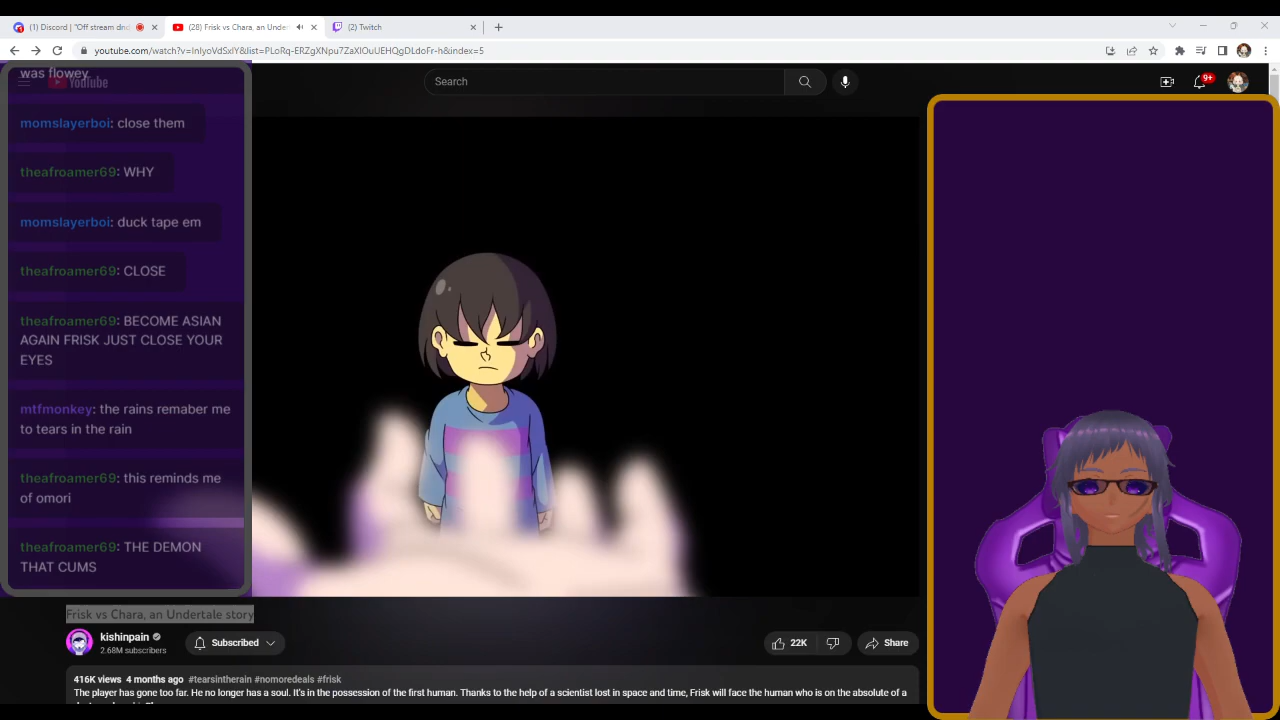 (1) Discord | "Off stream dnd
(28) Frisk vs Chara, an Under
(2) Twitch
youtube.com/watch?v=InIyoVdSxIY&list=PLoRq-ERZgXNpu7ZaXIOuUEHQgDLdoFr-h&index=5
was flowey
YouTube
Search
9+
momslayerboi: close them
theafroamer69: WHY
momslayerboi: duck tape em
theafroamer69: CLOSE
theafroamer69: BECOME ASIAN
AGAIN FRISK JUST CLOSE YOUR
EYES
mtfmonkey: the rains remaber me
to tears in the rain
theafroamer69: this reminds me
of omori
theafroamer69: THE DEMON
THAT CUMS
Frisk vs Chara, an Undertale story
kishinpain
2.68M subscribers
Subscribed
22K
Share
416K views 4 months ago #tearsintherain #nomoredeals #frisk
The player has gone too far. He no longer has a soul. It's in the possession of the first human. Thanks to the help of a scientist lost in space and time, Frisk will face the human who is on the absolute of a